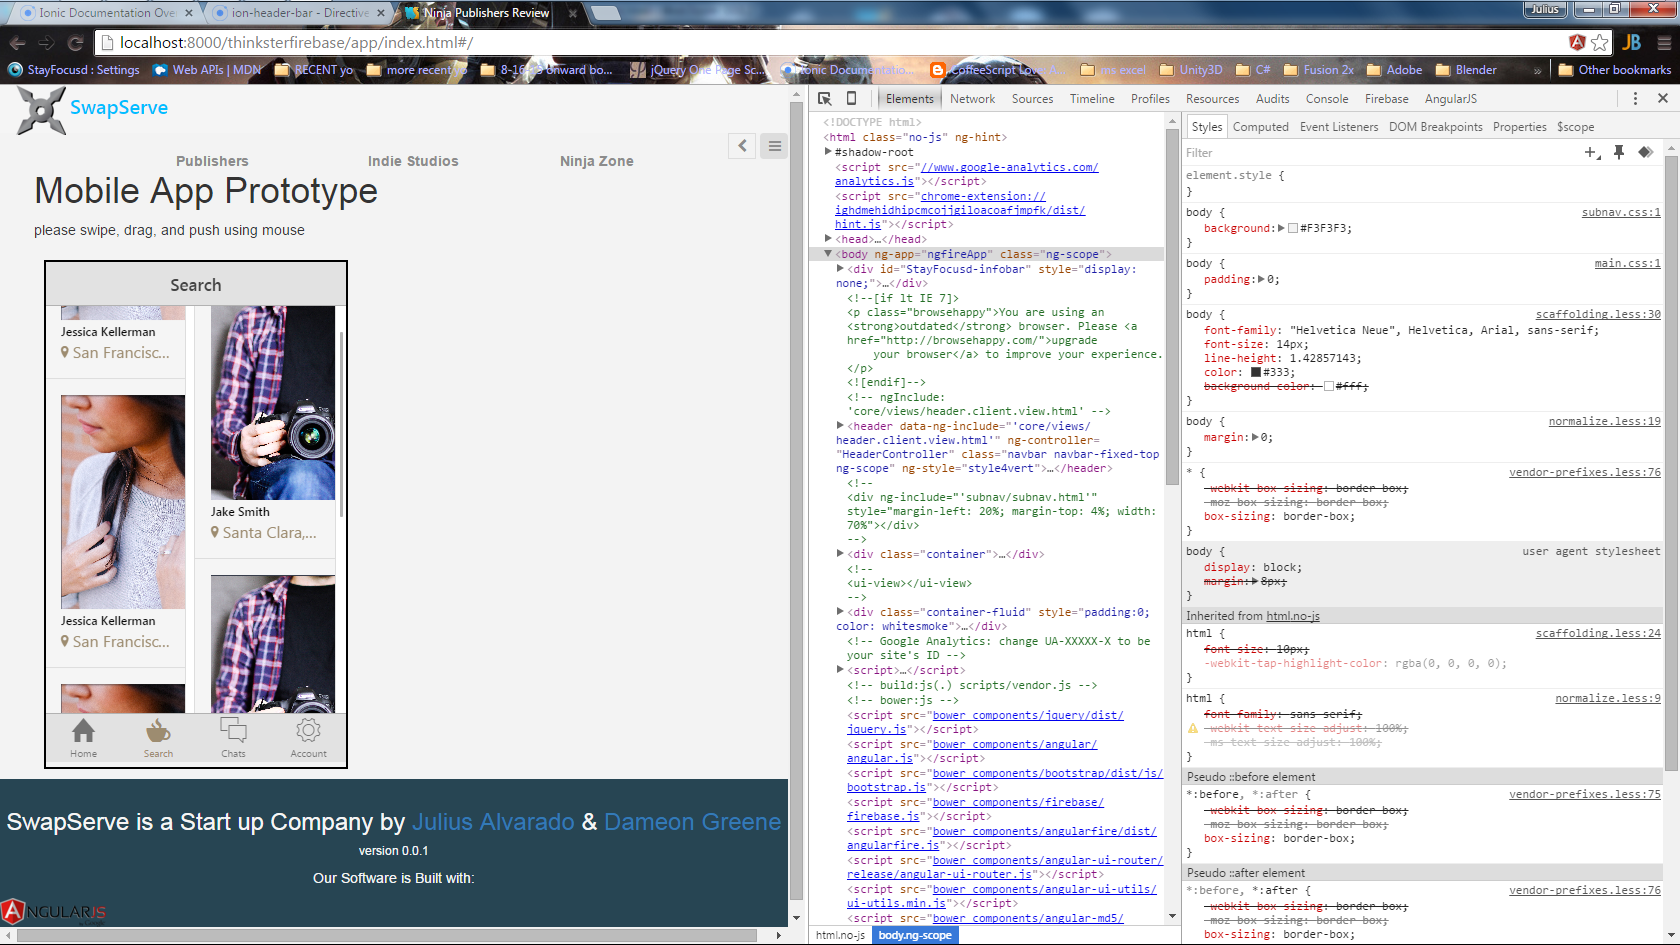 Ionic Documentation Ove
ion-header-bar - Directive
Ninja Publishers Review
Julius
localhost:8000/thinksterfirebase/app/index.html#/
JB
StayFocusd : Settings
Web APIs | MDN
RECENT yo
more recent yo
8-16-15 onward bo...
jQuery One Page Sc...
Ionic Documentatio...
CoffeeScript Love A...
ms excel
Unity3D
C#
Fusion 2x
Adobe
Blender
»
Other bookmarks
SwapServe
Publishers
Indie Studios
Ninja Zone
Mobile App Prototype
please swipe, drag, and push using mouse
Search
Jessica Kellerman
San Francisc...
Jake Smith
Santa Clara,...
Jessica Kellerman
San Francisc...
Home
Search
Chats
Account
SwapServe is a Start up Company by Julius Alvarado & Dameon Greene
version 0.0.1
Our Software is Built with:
ANGULARJS
Elements
Network
Sources
Timeline
Profiles
Resources
Audits
Console
Firebase
AngularJS
<!DOCTYPE html>
<html class="no-js" ng-hint>
#shadow-root
<script src="//www.google-analytics.com/
analytics.js"></script>
<script src="chrome-extension://
ighdmehidhipcmcojjgiloacoafjmpfk/dist/
hint.js"></script>
<head>…</head>
<body ng-app="ngfireApp" class="ng-scope">
<div id="StayFocusd-infobar" style="display:
none;">…</div>
<!--[if lt IE 7]>
<p class="browsehappy">You are using an
<strong>outdated</strong> browser. Please <a
href="http://browsehappy.com/">upgrade
your browser</a> to improve your experience.
</p>
<![endif]-->
<!-- ngInclude:
'core/views/header.client.view.html' -->
<header data-ng-include="'core/views/
header.client.view.html'" ng-controller=
"HeaderController" class="navbar navbar-fixed-top
ng-scope" ng-style="style4vert">…</header>
<!--
<div ng-include="'subnav/subnav.html'"
style="margin-left: 20%; margin-top: 4%; width:
70%"></div>
-->
<div class="container">…</div>
<!--
<ui-view></ui-view>
-->
<div class="container-fluid" style="padding:0;
color: whitesmoke">…</div>
<!-- Google Analytics: change UA-XXXXX-X to be
your site's ID -->
<script>…</script>
<!-- build:js(.) scripts/vendor.js -->
<!-- bower:js -->
<script src="bower_components/jquery/dist/
jquery.js"></script>
<script src="bower_components/angular/
angular.js"></script>
<script src="bower_components/bootstrap/dist/js/
bootstrap.js"></script>
<script src="bower_components/firebase/
firebase.js"></script>
<script src="bower_components/angularfire/dist/
angularfire.js"></script>
<script src="bower_components/angular-ui-router/
release/angular-ui-router.js"></script>
<script src="bower_components/angular-ui-utils/
ui-utils.min.js"></script>
<script src="bower_components/angular-md5/
html.no-js
body.ng-scope
Styles
Computed
Event Listeners
DOM Breakpoints
Properties
$scope
Filter
element.style {
}
body {
subnav.css:1
background: #F3F3F3;
}
body {
main.css:1
padding: 0;
}
body {
scaffolding.less:30
font-family: "Helvetica Neue", Helvetica, Arial, sans-serif;
font-size: 14px;
line-height: 1.42857143;
color: #333;
background-color: #fff;
}
body {
normalize.less:19
margin: 0;
}
* {
vendor-prefixes.less:76
-webkit-box-sizing: border-box;
-moz-box-sizing: border-box;
box-sizing: border-box;
}
body {
user agent stylesheet
display: block;
margin: 8px;
}
Inherited from html.no-js
html {
scaffolding.less:24
font-size: 10px;
-webkit-tap-highlight-color: rgba(0, 0, 0, 0);
}
html {
normalize.less:9
font-family: sans-serif;
-webkit-text-size-adjust: 100%;
-ms-text-size-adjust: 100%;
}
Pseudo ::before element
*:before, *:after {
vendor-prefixes.less:75
-webkit-box-sizing: border-box;
-moz-box-sizing: border-box;
box-sizing: border-box;
}
Pseudo ::after element
*:before, *:after {
vendor-prefixes.less:76
-webkit-box-sizing: border-box;
-moz-box-sizing: border-box;
box-sizing: border-box;